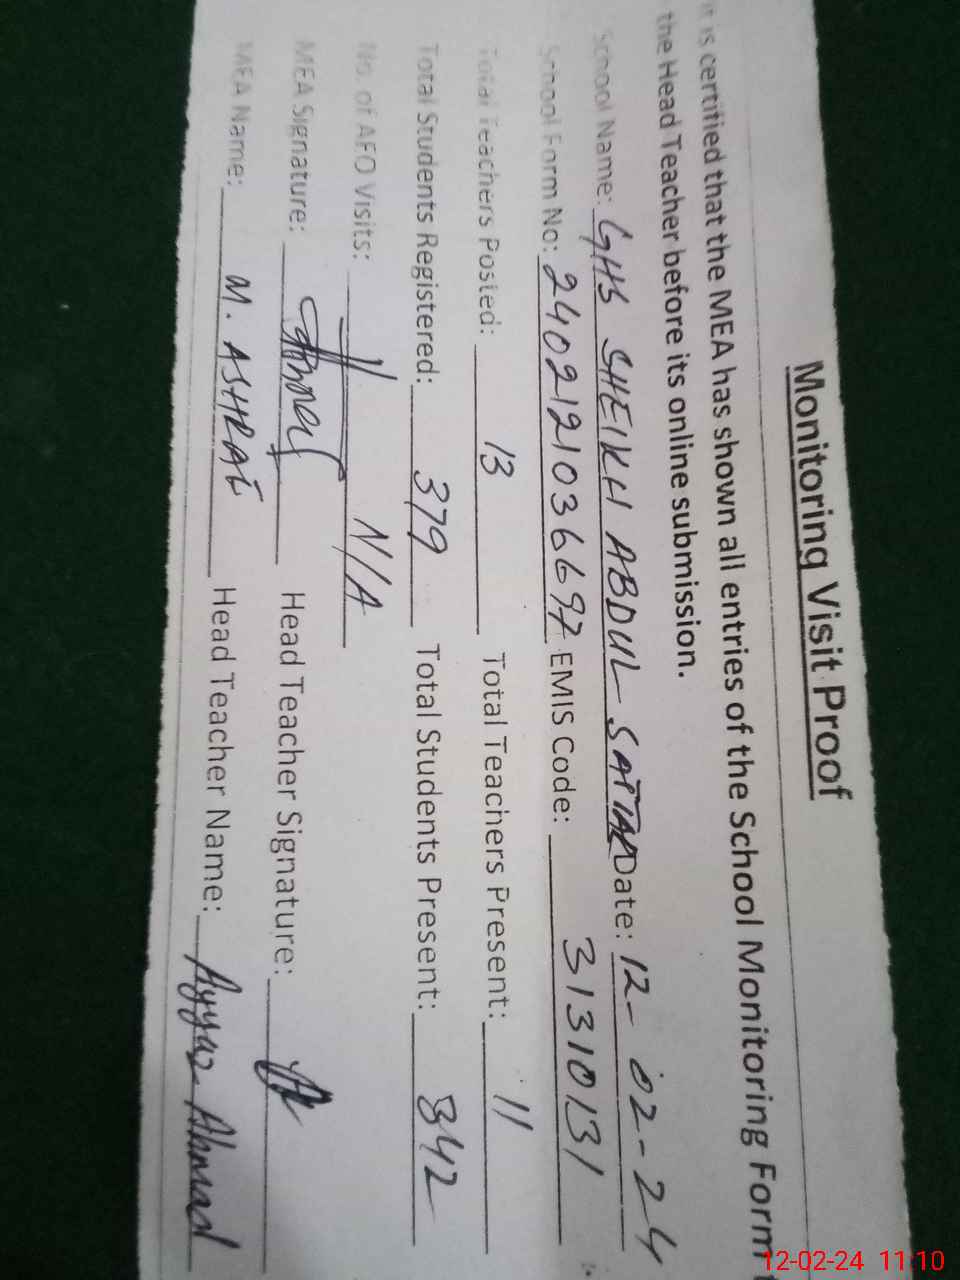 Monitoring Visit Proof
it is certified that the MEA has shown all entries of the School Monitoring Form
the Head Teacher before its online submission.
School Name: GHS SHEIKH ABDUL SATTAR Date: 12-02-24
School Form No: 24021210366697 EMIS Code: 31310131
Total Teachers Posted: 13 Total Teachers Present: 11
Total Students Registered: 379 Total Students Present: 342
No. of AFO Visits: N/A
MEA Signature: Head Teacher Signature:
MEA Name: M. ASHRAF Head Teacher Name: Ayyaz Ahmad
12-02-24 11:10